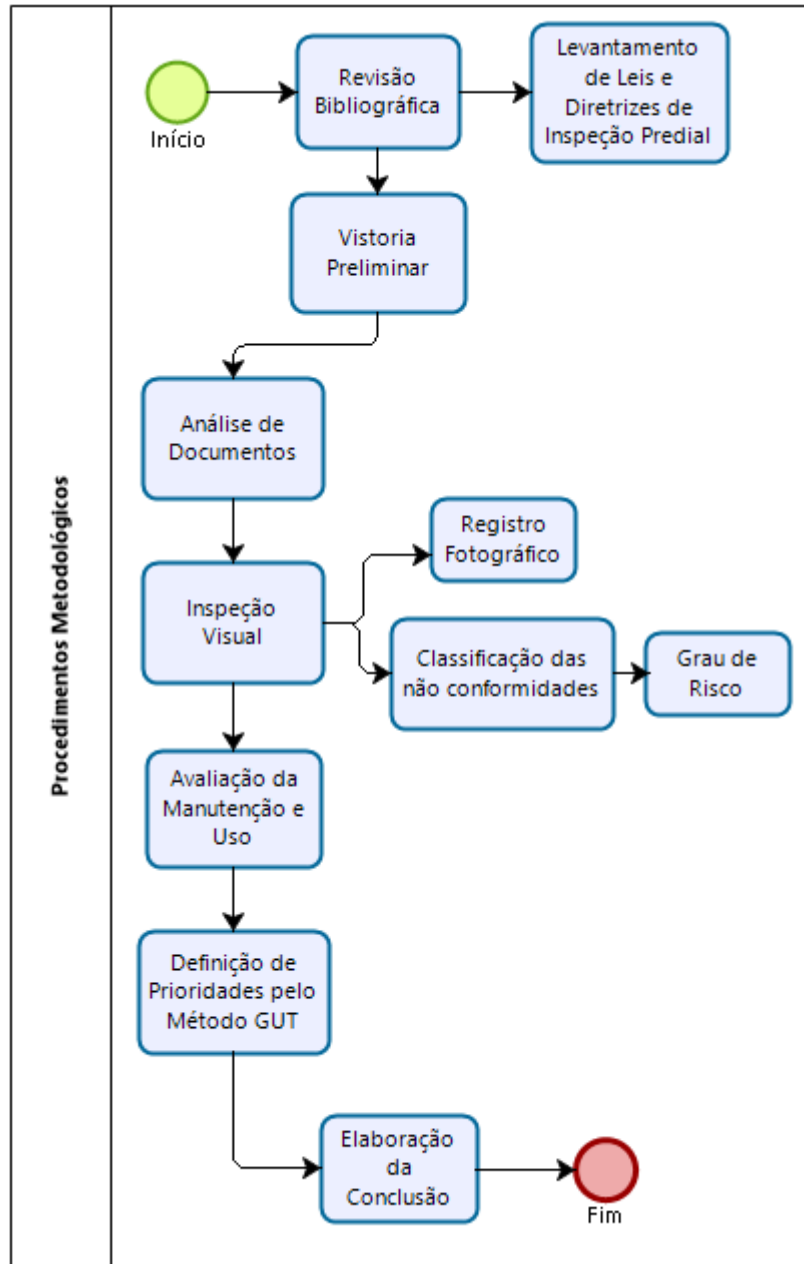 Procedimentos Metodológicos
Início
Revisão
Bibliográfica
Levantamento
de Leis e
Diretrizes de
Inspeção Predial
Vistoria
Preliminar
Análise de
Documentos
Inspeção
Visual
Registro
Fotográfico
Classificação das
não conformidades
Grau de
Risco
Avaliação da
Manutenção e
Uso
Definição de
Prioridades pelo
Método GUT
Elaboração
da
Conclusão
Fim